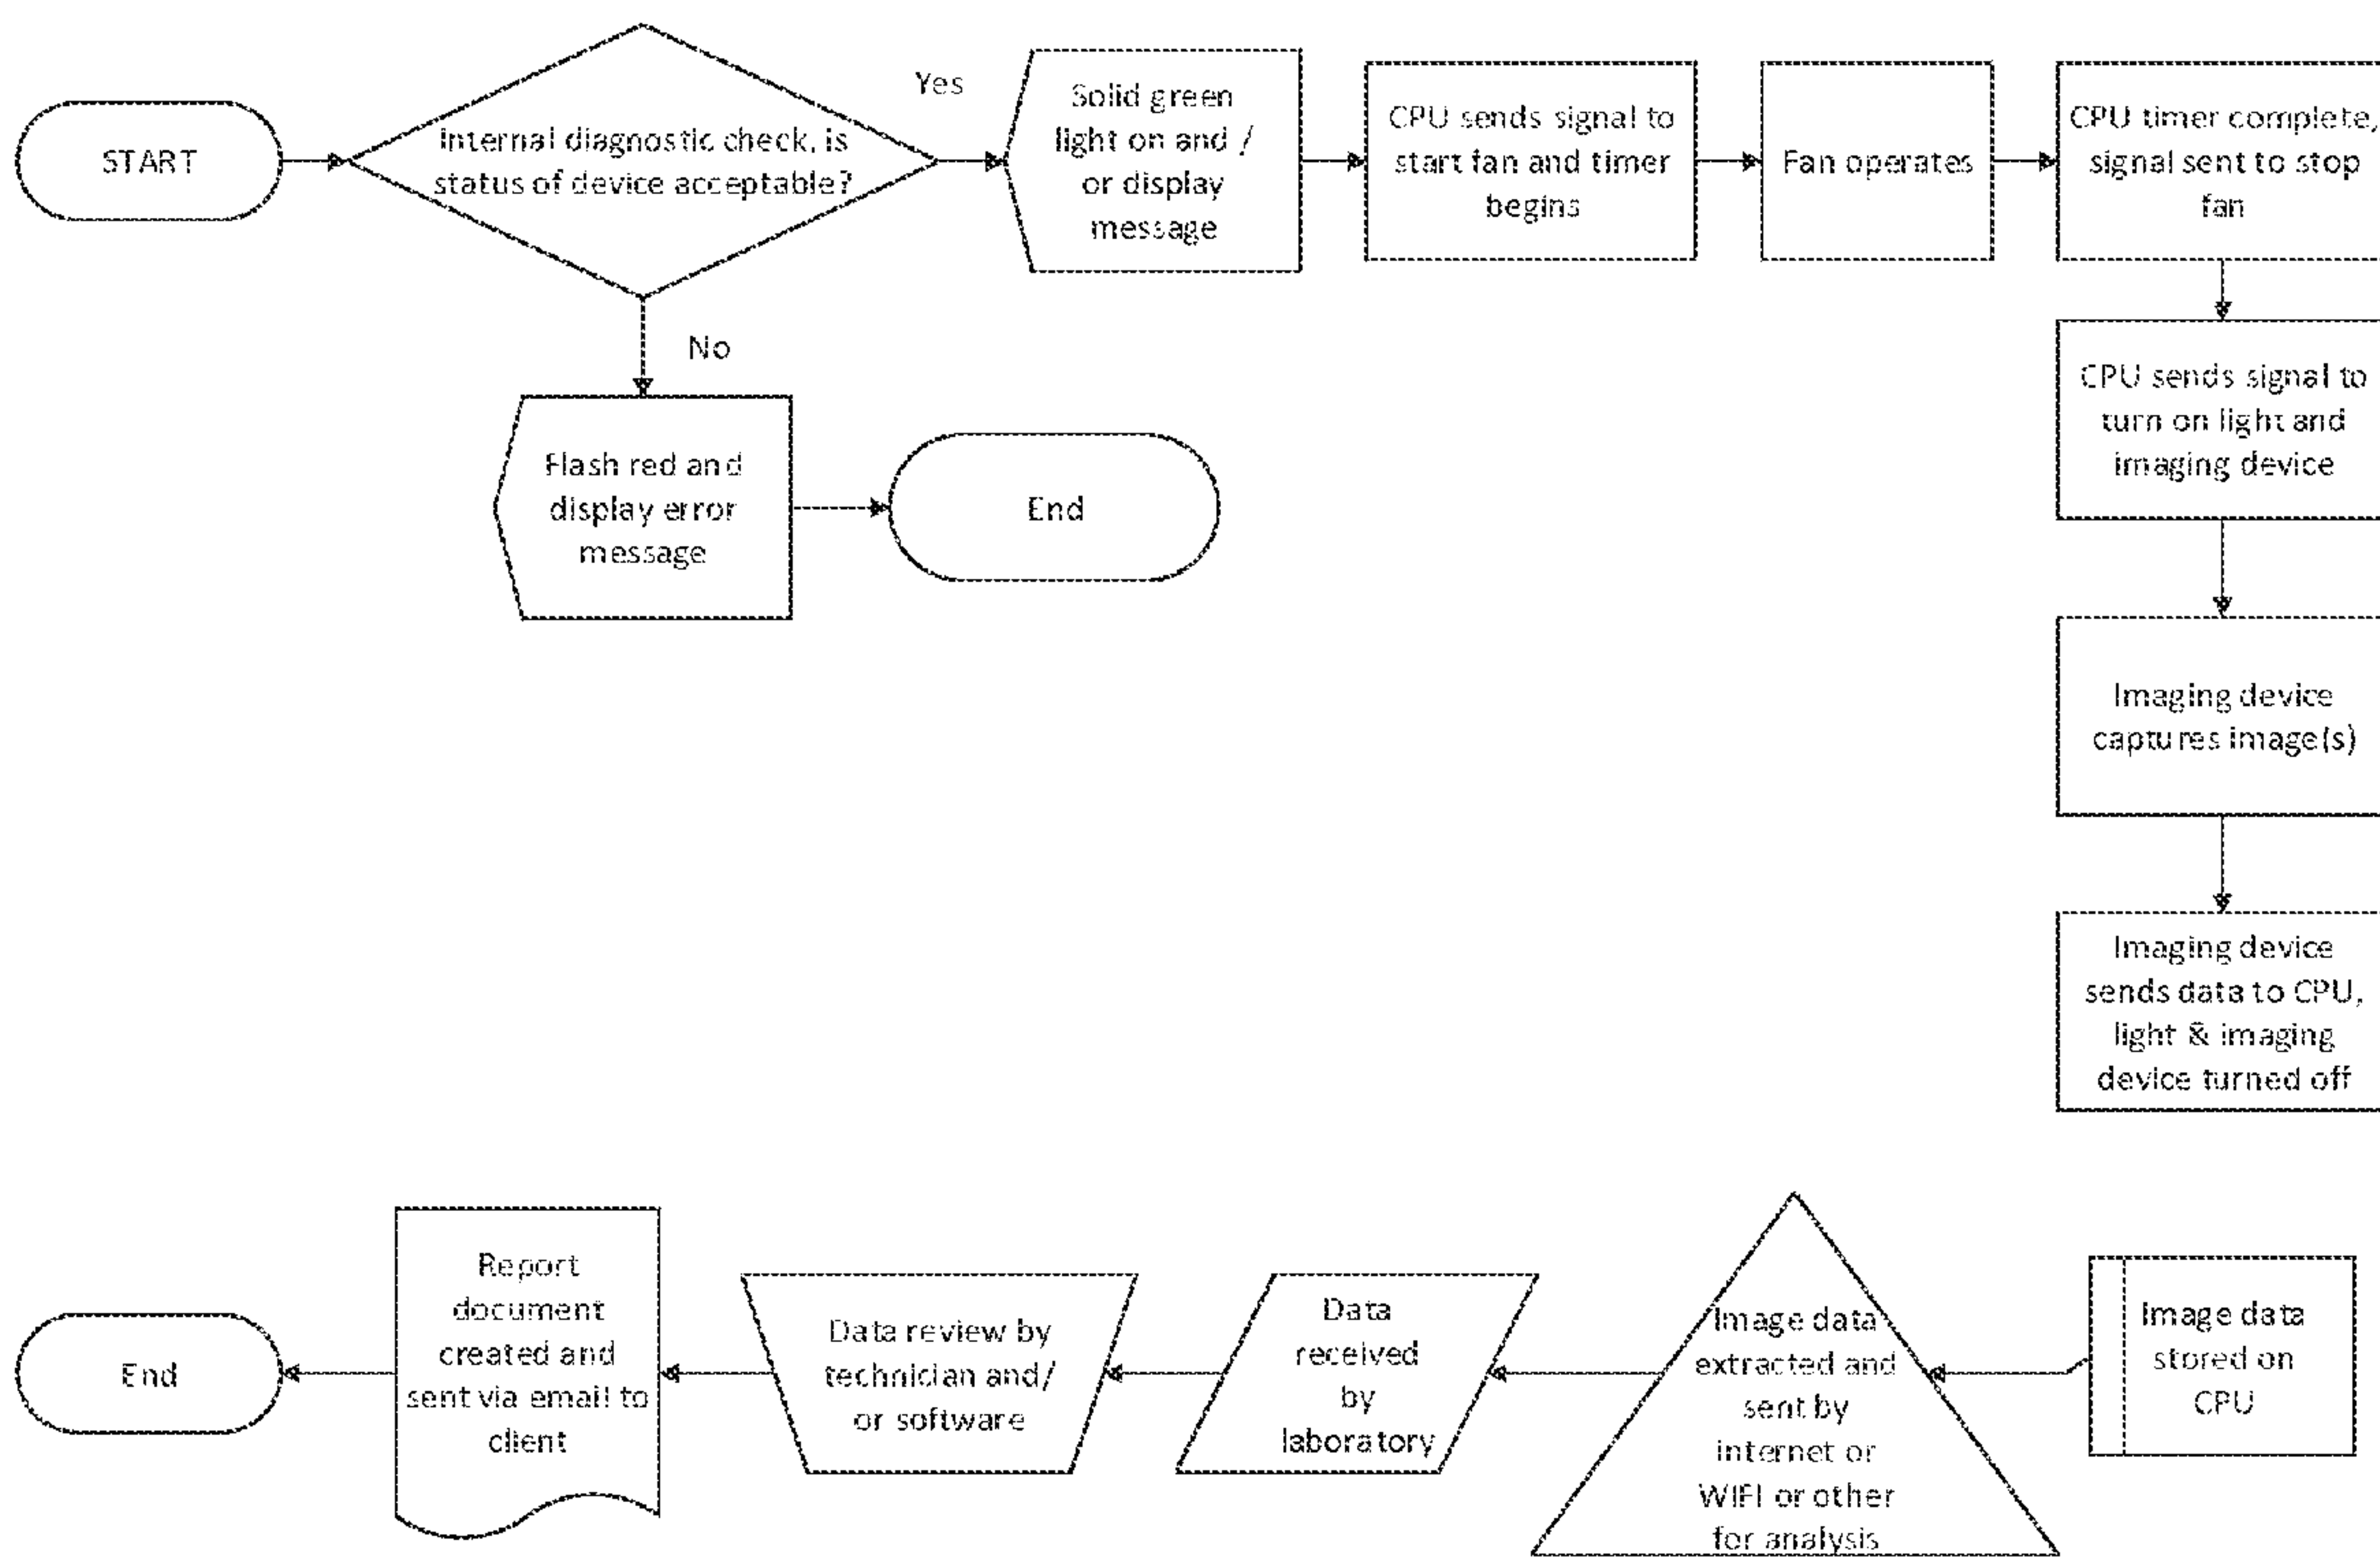 START
Internal diagnostic check, is
status of device acceptable?
Yes
Solid green
light on and /
or display
message
CPU sends signal to
start fan and timer
begins
Fan operates
CPU timer complete,
signal sent to stop
fan
No
Flash red and
display error
message
End
CPU sends signal to
turn on light and
imaging device
Imaging device
captures image(s)
Imaging device
sends data to CPU,
light & imaging
device turned off
Image data
stored on
CPU
Image data
extracted and
sent by
internet or
WIFI or other
for analysis
Data
received
by
laboratory
Data review by
technician and/
or software
Report
document
created and
sent via email to
client
End